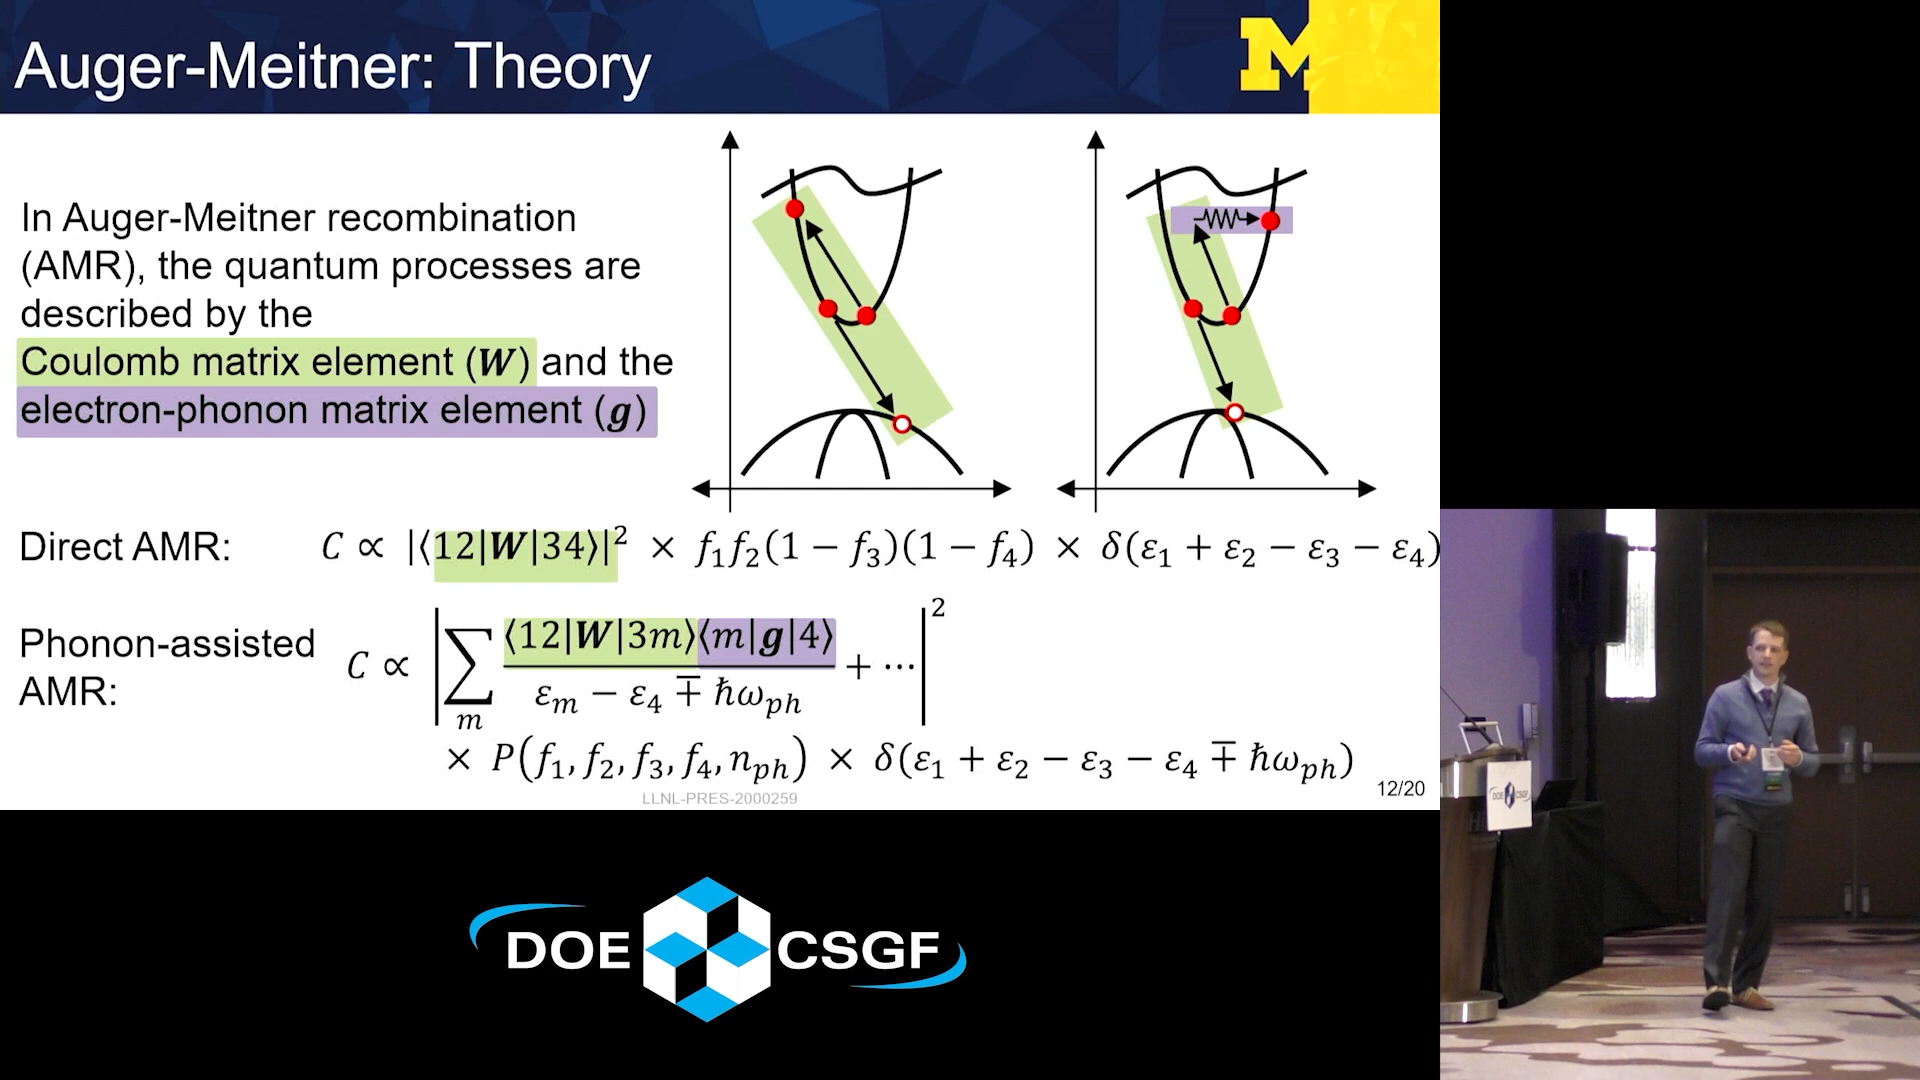 Auger-Meitner: Theory
M
In Auger-Meitner recombination
(AMR), the quantum processes are
described by the
Coulomb matrix element (W) and the
electron-phonon matrix element (g)
Direct AMR: C ∝ |⟨12|W|34⟩|² × f₁f₂(1 − f₃)(1 − f₄) × δ(ε₁ + ε₂ − ε₃ − ε₄)
Phonon-assisted
AMR:
C ∝ |∑ₘ ⟨12|W|3m⟩⟨m|g|4⟩ / εₘ − ε₄ ∓ ℏω_ph + ⋯|²
× P(f₁, f₂, f₃, f₄, n_ph) × δ(ε₁ + ε₂ − ε₃ − ε₄ ∓ ℏω_ph)
LLNL-PRES-2000259
12/20
DOE CSGF
DOE CSGF